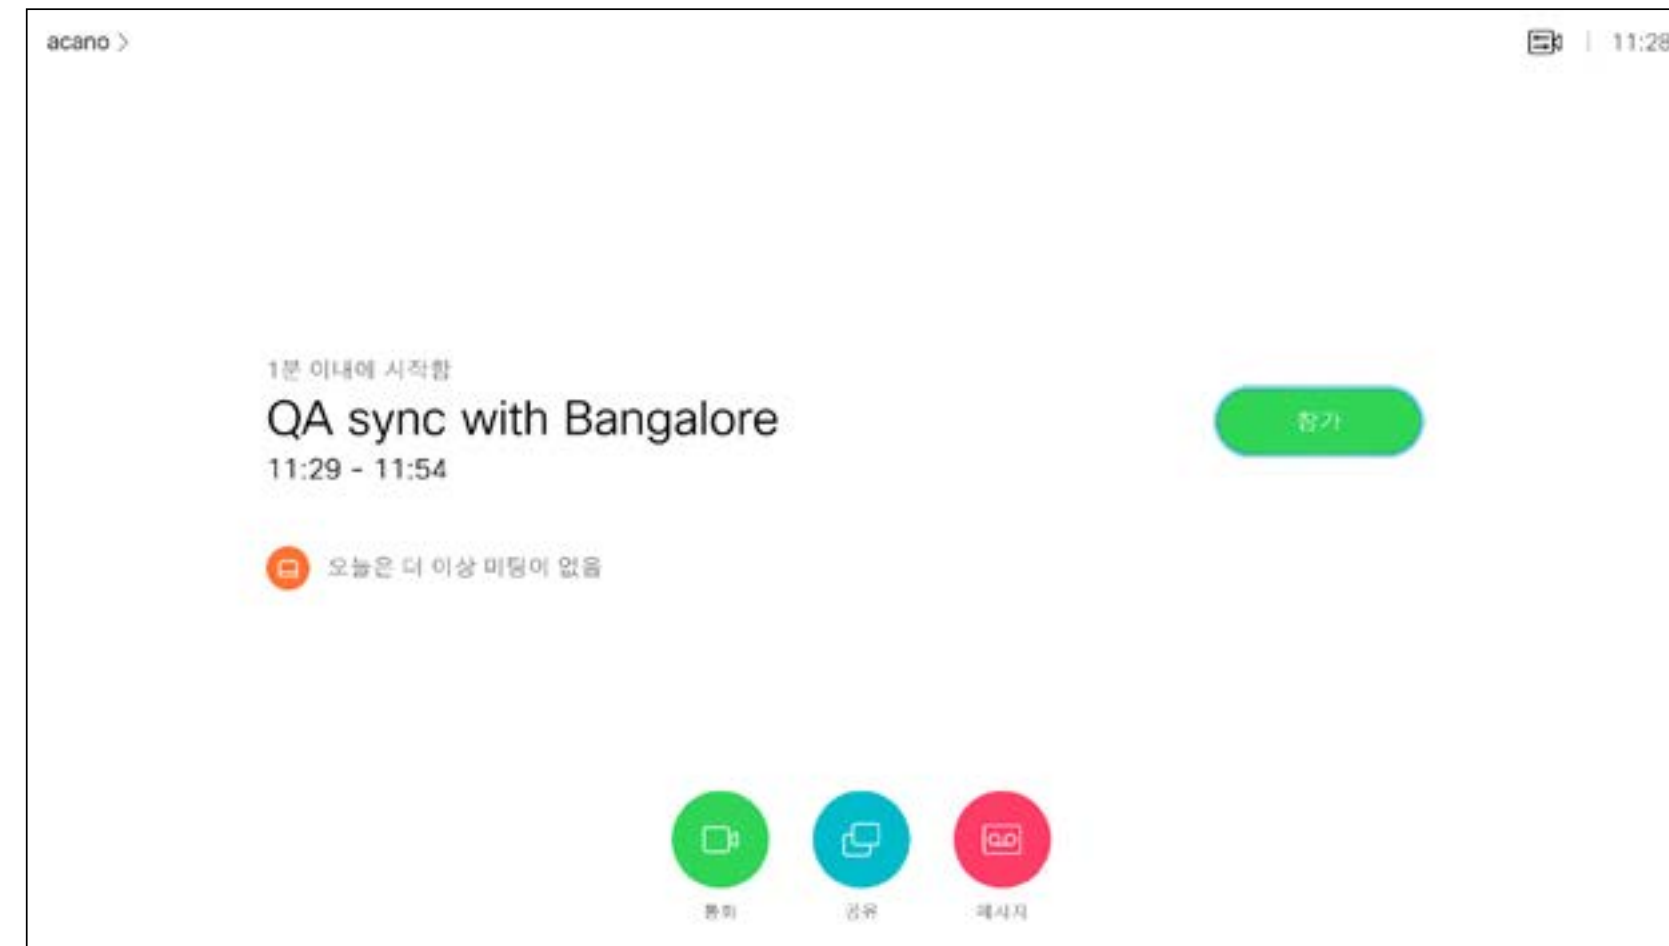 acano >
11:28
1분 이내에 시작함
QA sync with Bangalore
11:29 - 11:54
참가
오늘은 더 이상 미팅이 없음
통화
공유
메시지